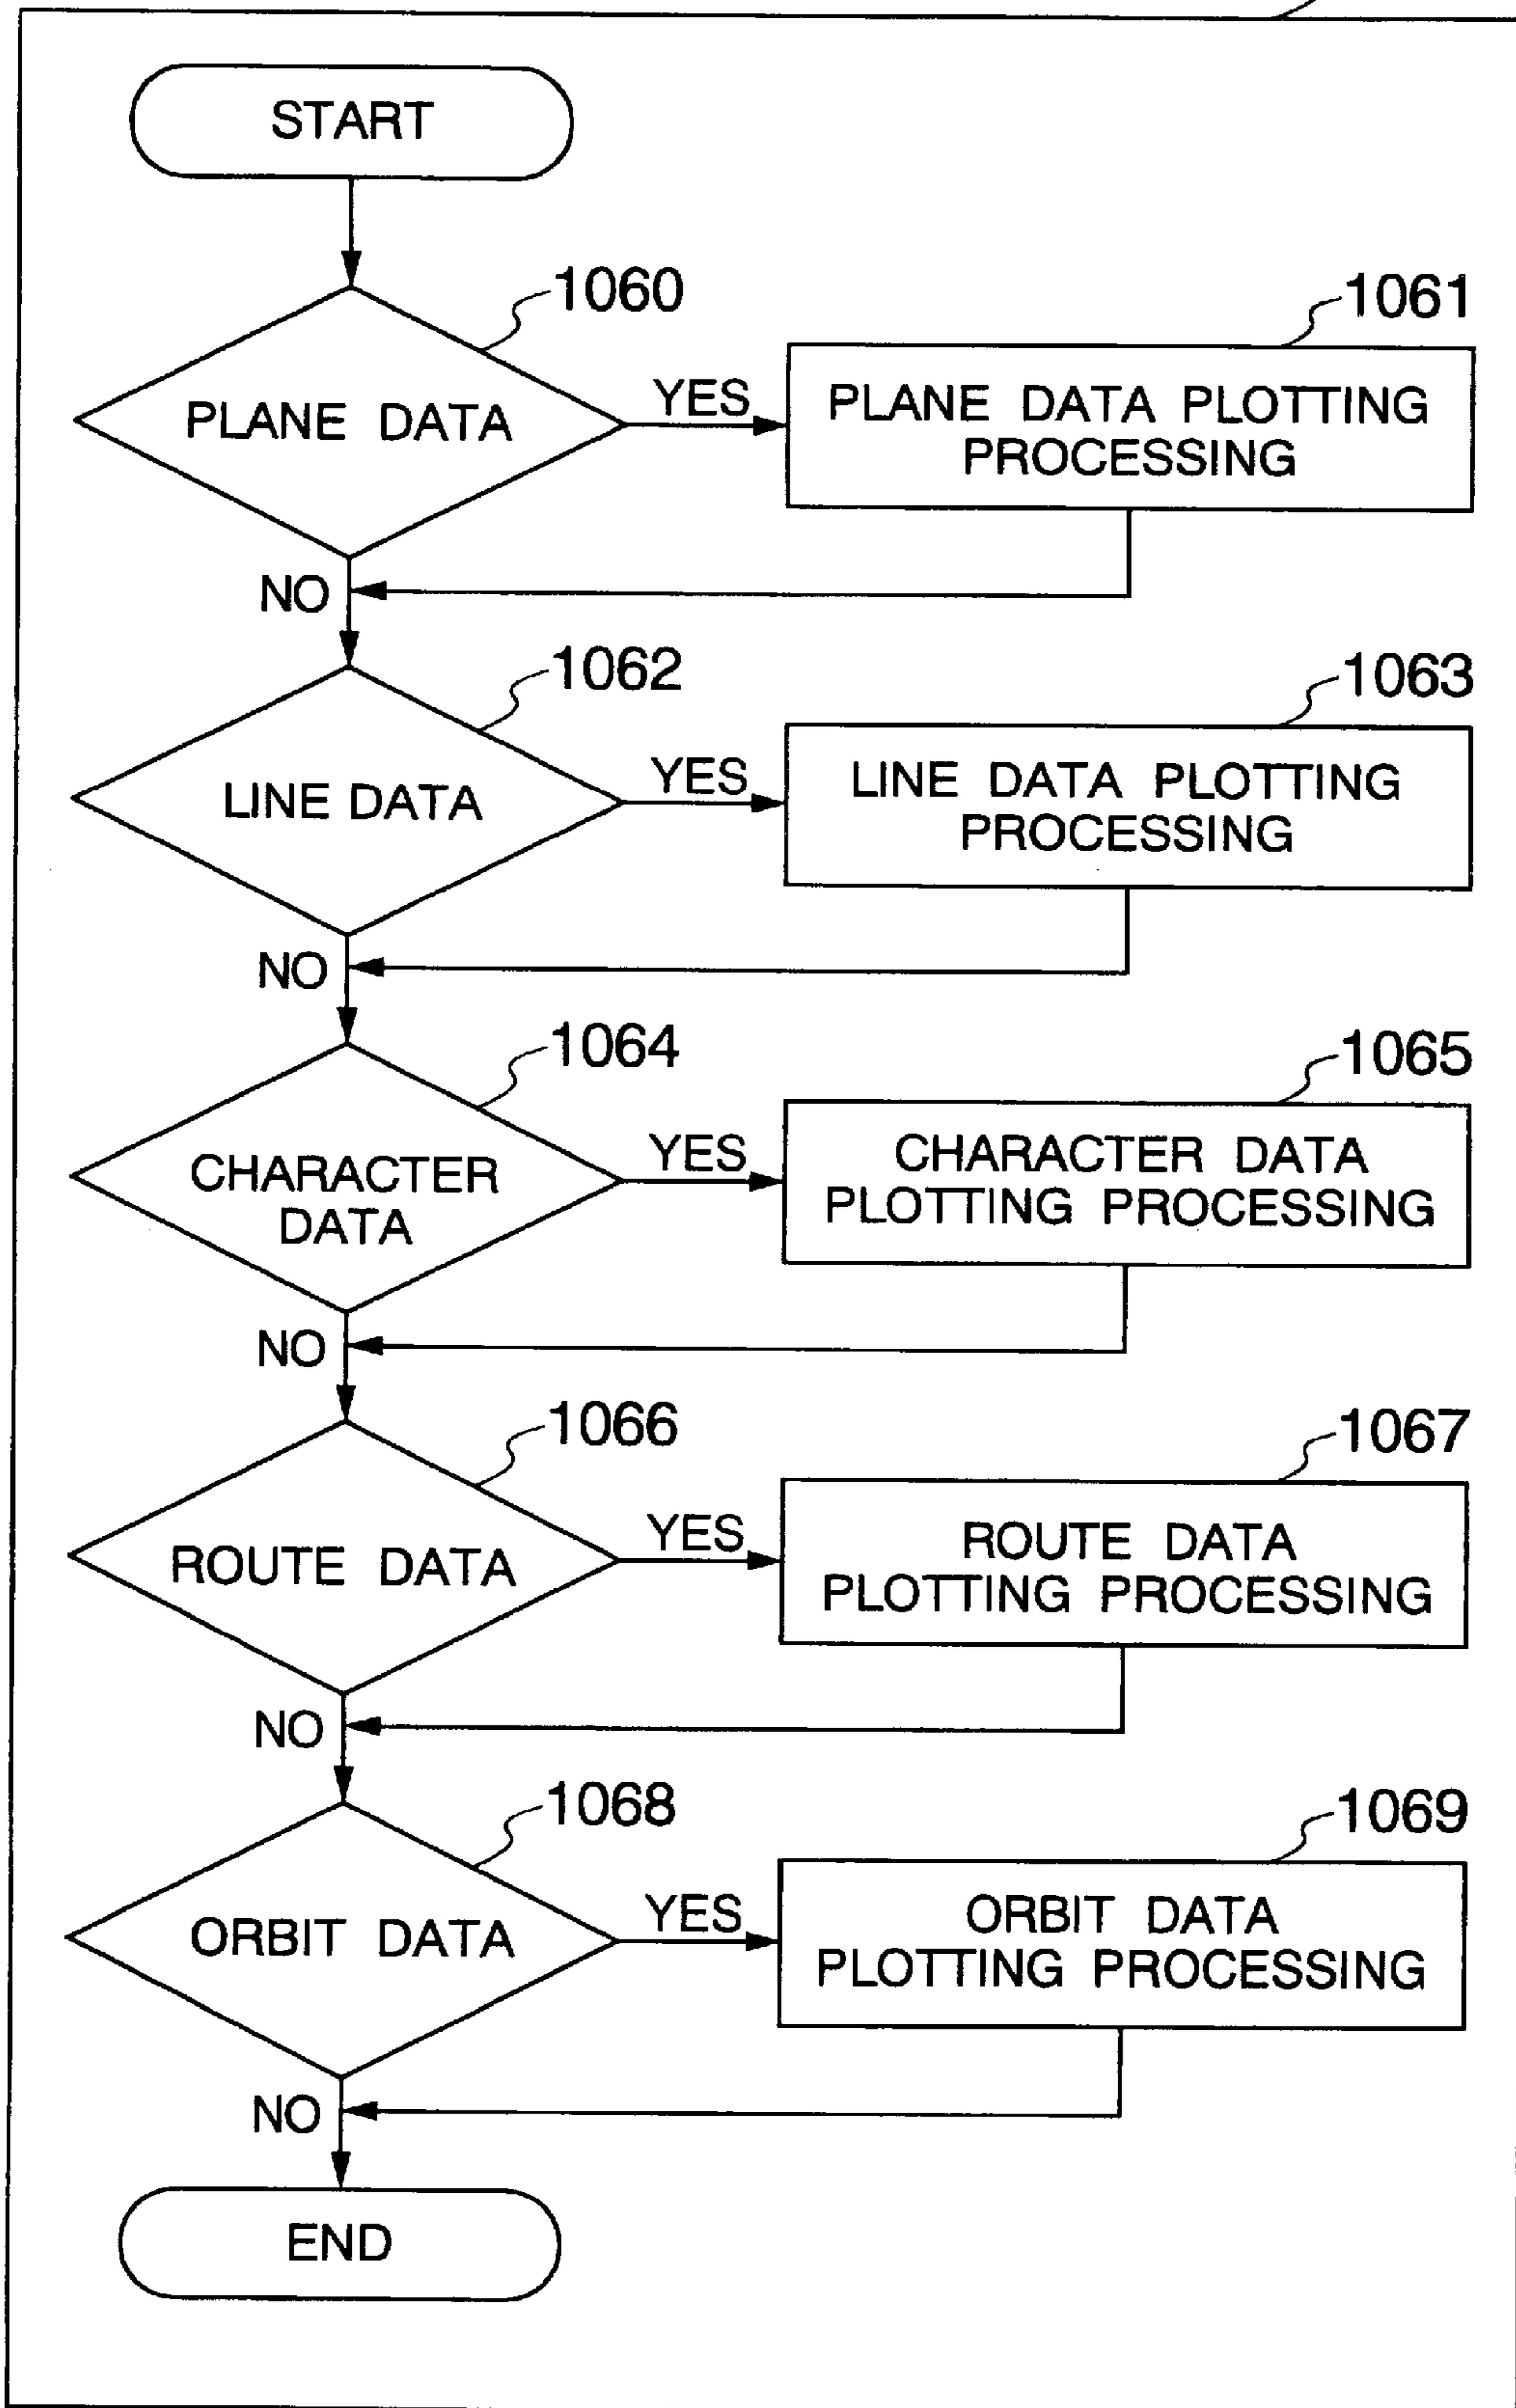 START
1060
PLANE DATA
YES
1061
PLANE DATA PLOTTING
PROCESSING
NO
1062
LINE DATA
YES
1063
LINE DATA PLOTTING
PROCESSING
NO
1064
CHARACTER
DATA
YES
1065
CHARACTER DATA
PLOTTING PROCESSING
NO
1066
ROUTE DATA
YES
1067
ROUTE DATA
PLOTTING PROCESSING
NO
1068
ORBIT DATA
YES
1069
ORBIT DATA
PLOTTING PROCESSING
NO
END